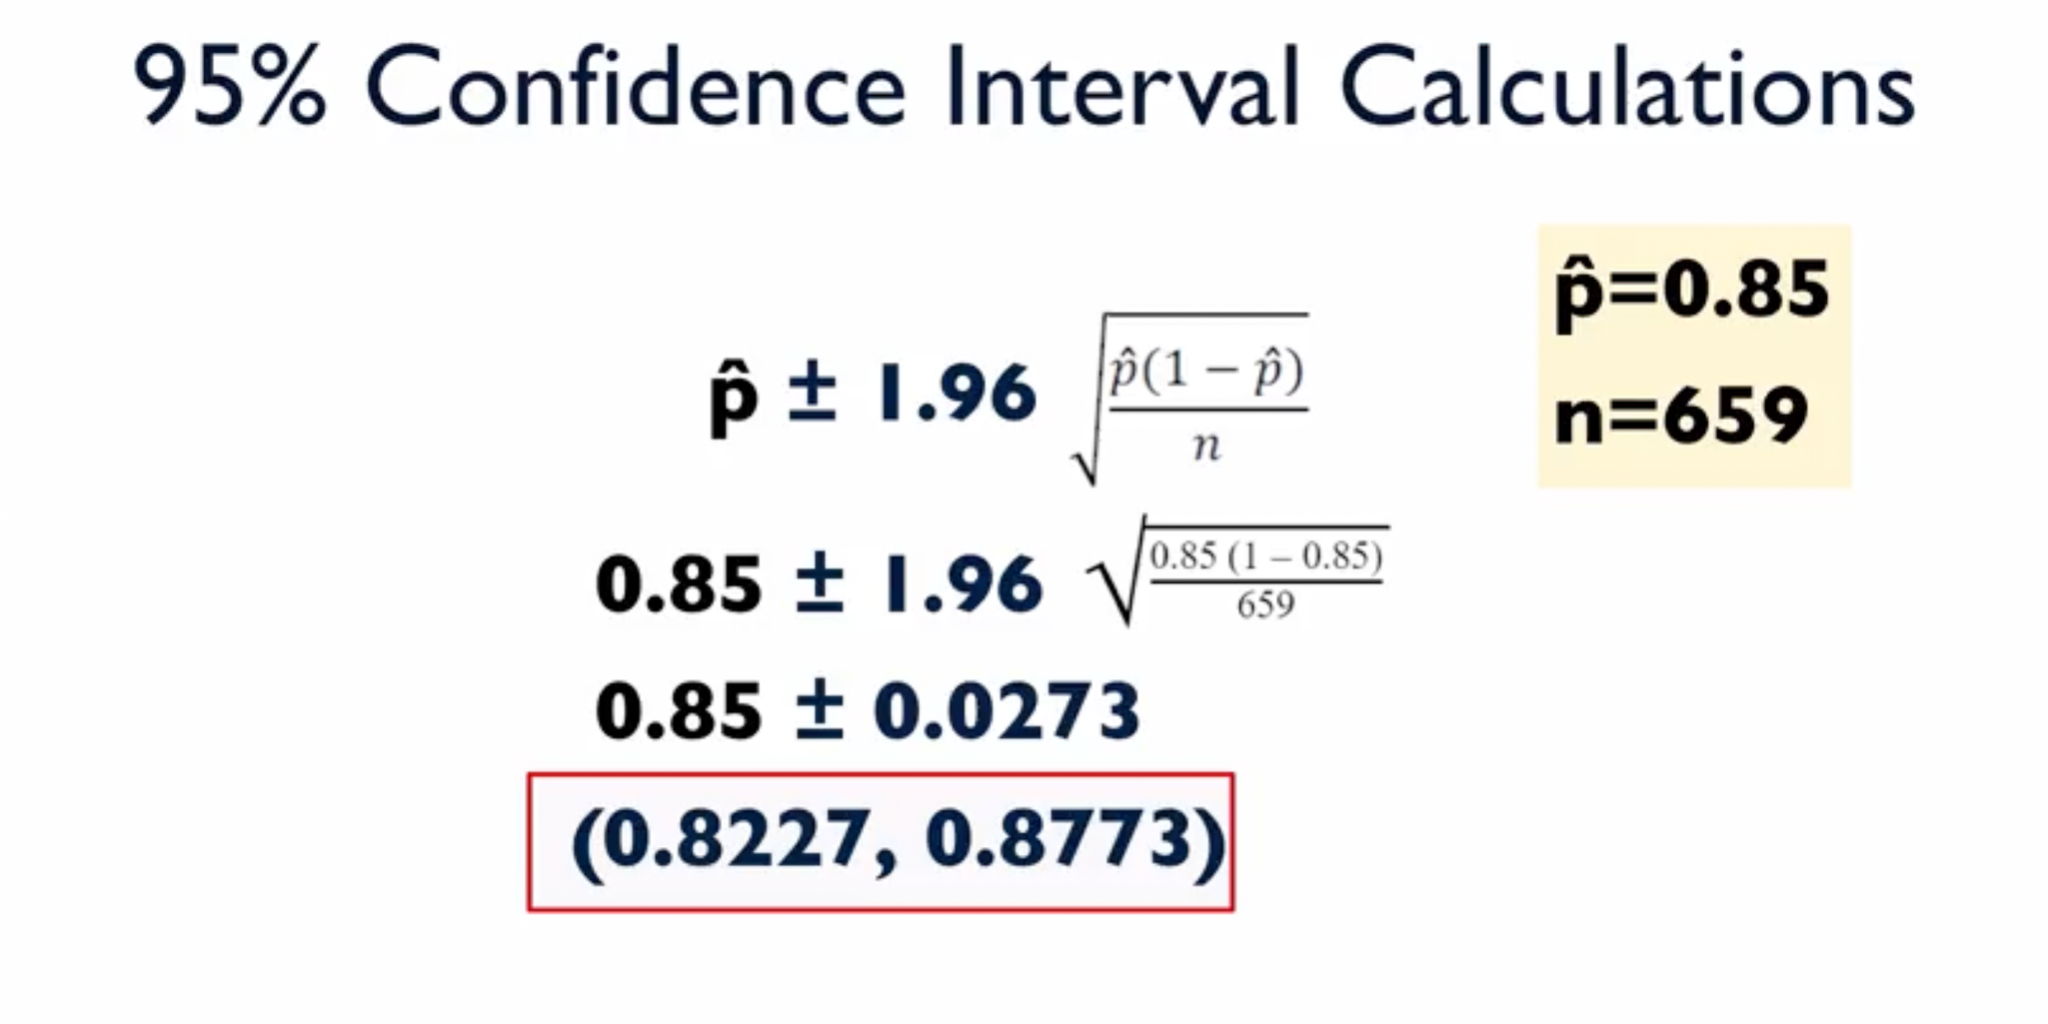 95% Confidence Interval Calculations
p̂=0.85
n=659
p̂ ± 1.96 √(p̂(1 − p̂) / n)
0.85 ± 1.96 √(0.85 (1 – 0.85) / 659)
0.85 ± 0.0273
(0.8227, 0.8773)